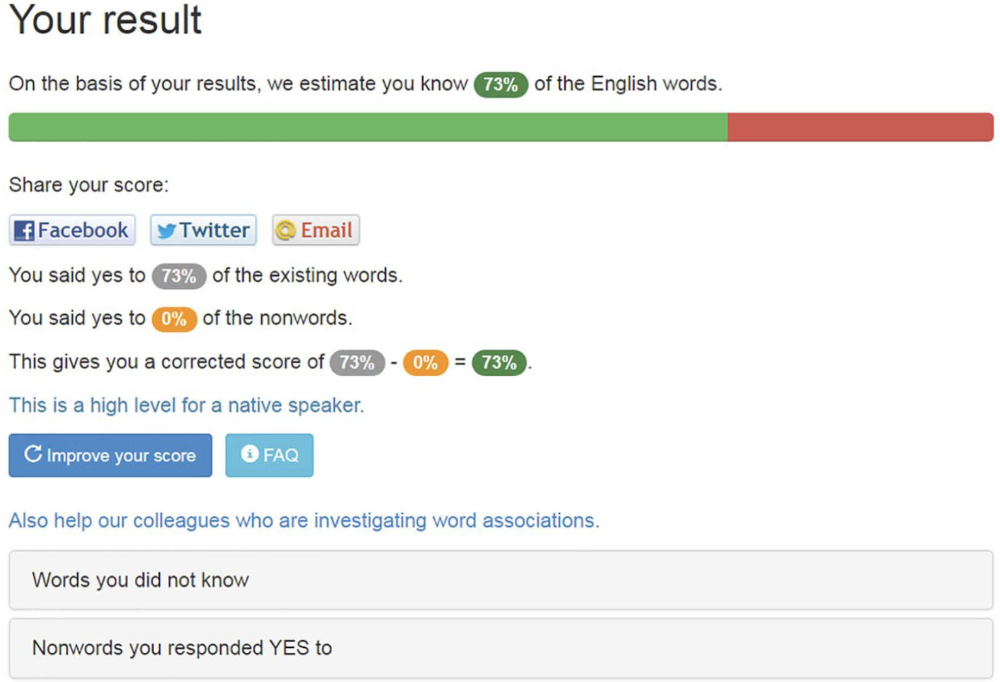 Your result
On the basis of your results, we estimate you know 73% of the English words.
Share your score:
Facebook Twitter Email
You said yes to 73% of the existing words.
You said yes to 0% of the nonwords.
This gives you a corrected score of 73% - 0% = 73%.
This is a high level for a native speaker.
Improve your score FAQ
Also help our colleagues who are investigating word associations.
Words you did not know
Nonwords you responded YES to